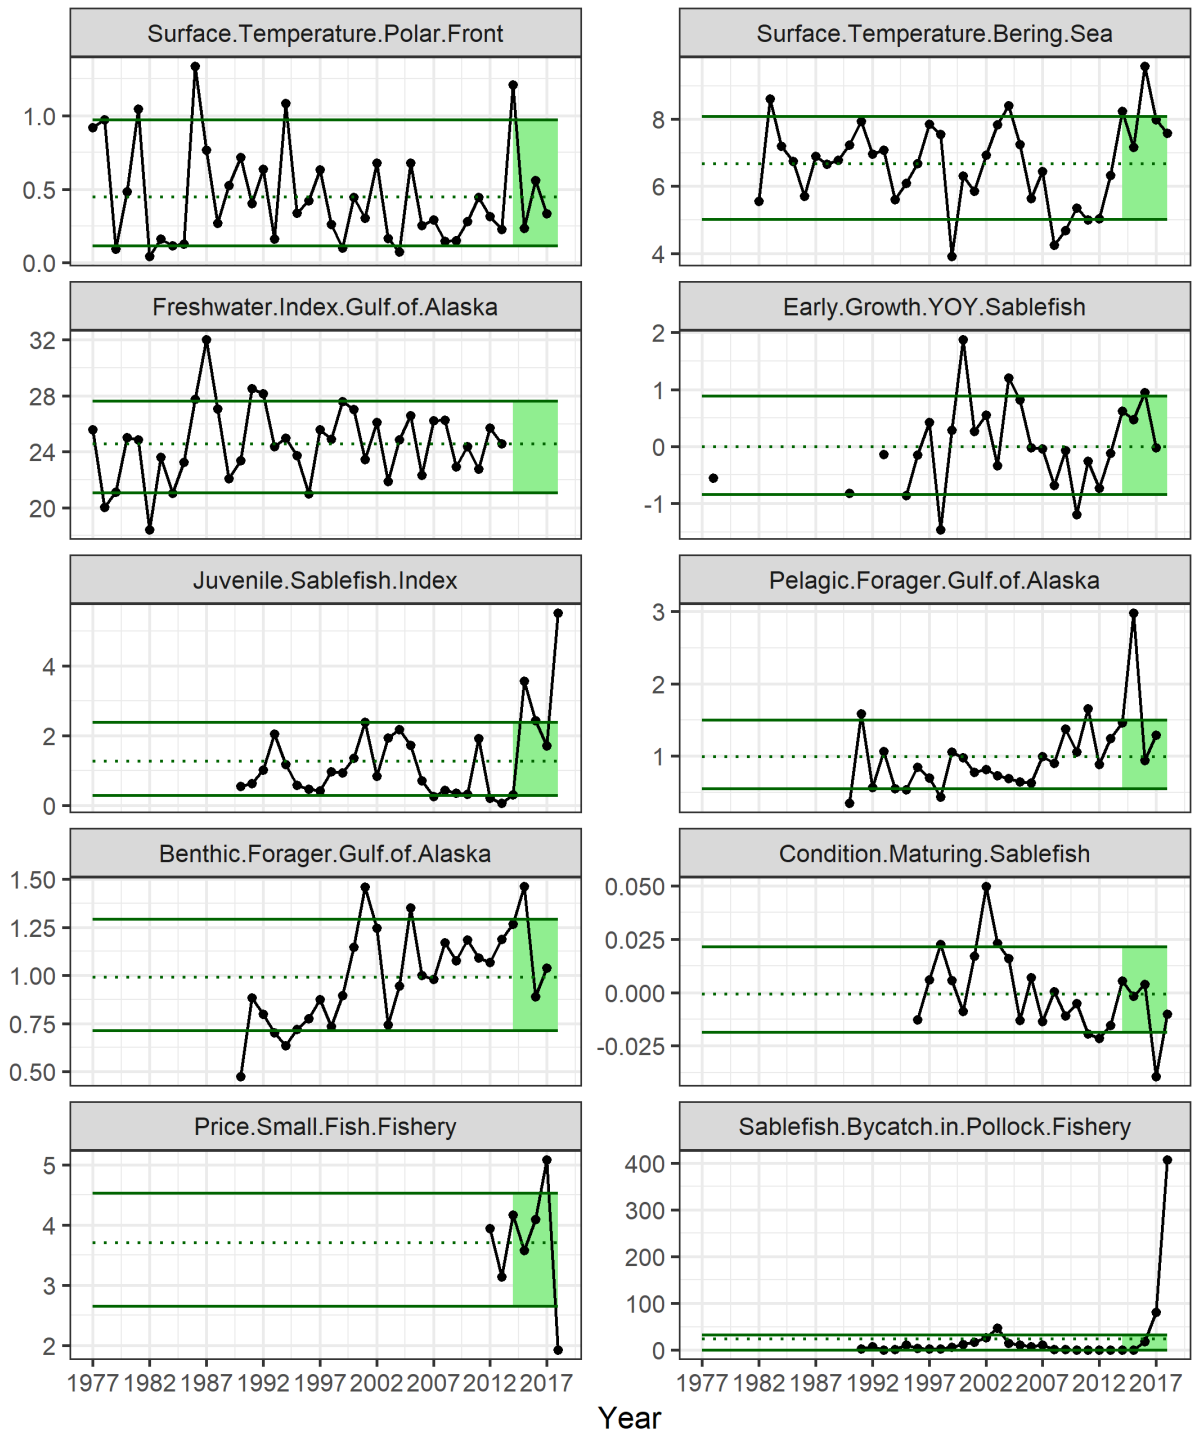 Surface.Temperature.Polar.Front
1.0
0.5
0.0
Surface.Temperature.Bering.Sea
8
6
4
Freshwater.Index.Gulf.of.Alaska
32
28
24
20
Early.Growth.YOY.Sablefish
2
1
0
-1
Juvenile.Sablefish.Index
4
2
0
Pelagic.Forager.Gulf.of.Alaska
3
2
1
Benthic.Forager.Gulf.of.Alaska
1.50
1.25
1.00
0.75
0.50
Condition.Maturing.Sablefish
0.050
0.025
0.000
-0.025
Price.Small.Fish.Fishery
5
4
3
2
Sablefish.Bycatch.in.Pollock.Fishery
400
300
200
100
0
1977 1982 1987 1992 1997 2002 2007 2012 2017
1977 1982 1987 1992 1997 2002 2007 2012 2017
Year